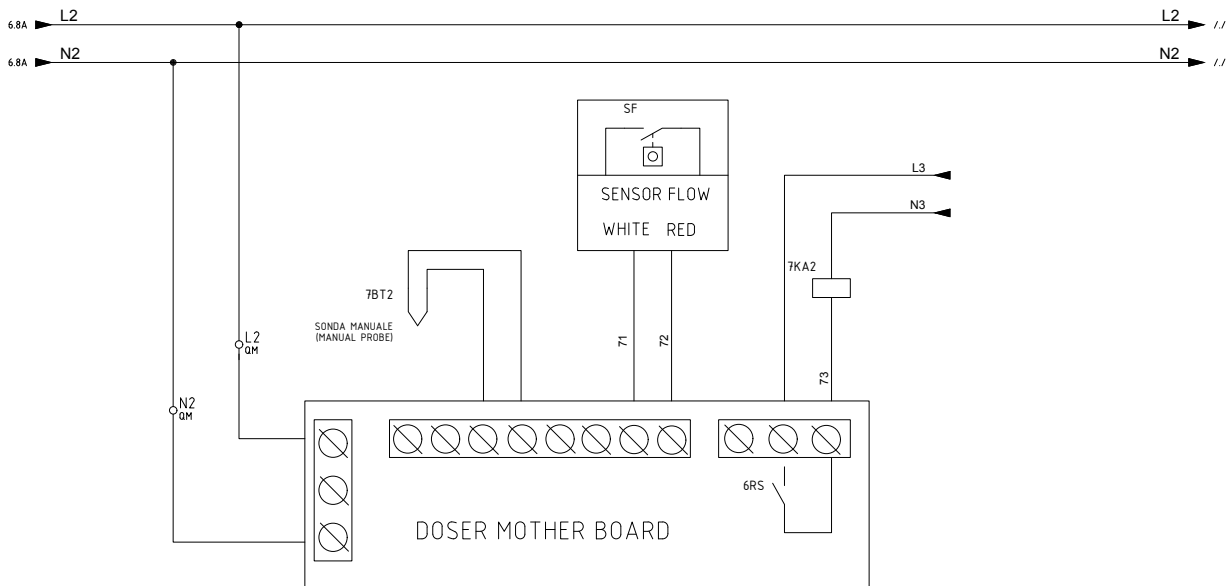 6.8A L2 L2 /./
6.8A N2 N2 /./
SF
SENSOR FLOW
WHITE RED
L3
N3
7KA2
7BT2
SONDA MANUALE
(MANUAL PROBE)
L2
QM
71
72
73
N2
QM
6RS
DOSER MOTHER BOARD